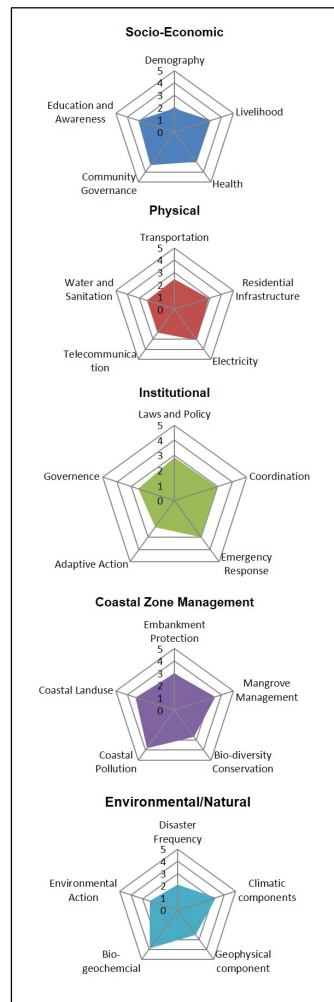 Socio-Economic
Demography
5
4
3
2
1
0
Education and
Awareness
Livelihood
Community
Governance
Health
Physical
Transportation
5
4
3
2
1
0
Water and
Sanitation
Residential
Infrastructure
Telecommunica
tion
Electricity
Institutional
Laws and Policy
5
4
3
2
1
0
Governence
Coordination
Adaptive Action
Emergency
Response
Coastal Zone Management
Embankment
Protection
5
4
3
2
1
0
Coastal Landuse
Mangrove
Management
Coastal
Pollution
Bio-diversity
Conservation
Environmental/Natural
Disaster
Frequency
5
4
3
2
1
0
Environmental
Action
Climatic
components
Bio-
geochemcial
Geophysical
component